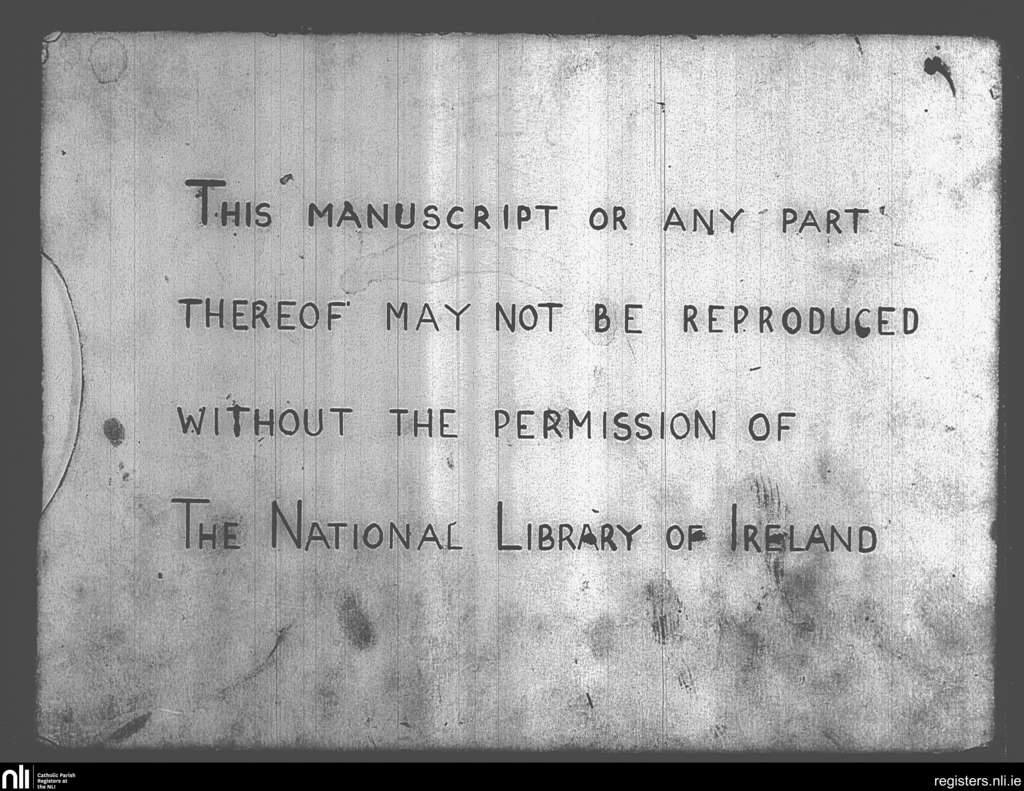 This manuscript or any part
thereof may not be reproduced
without the permission of
The National Library of Ireland
nli
Catholic Parish
Registers at
the NLI
registers.nli.ie